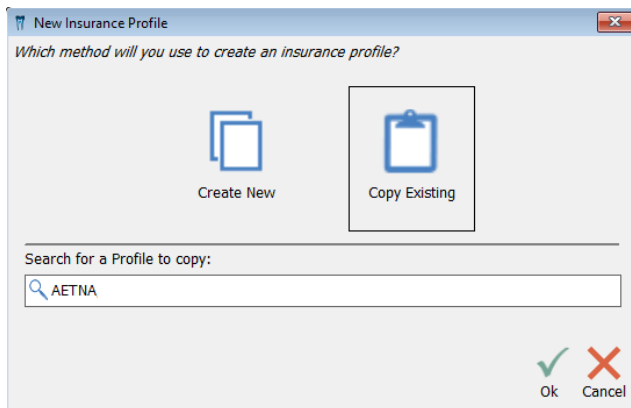 New Insurance Profile
Which method will you use to create an insurance profile?
Create New
Copy Existing
Search for a Profile to copy:
AETNA
Ok
Cancel